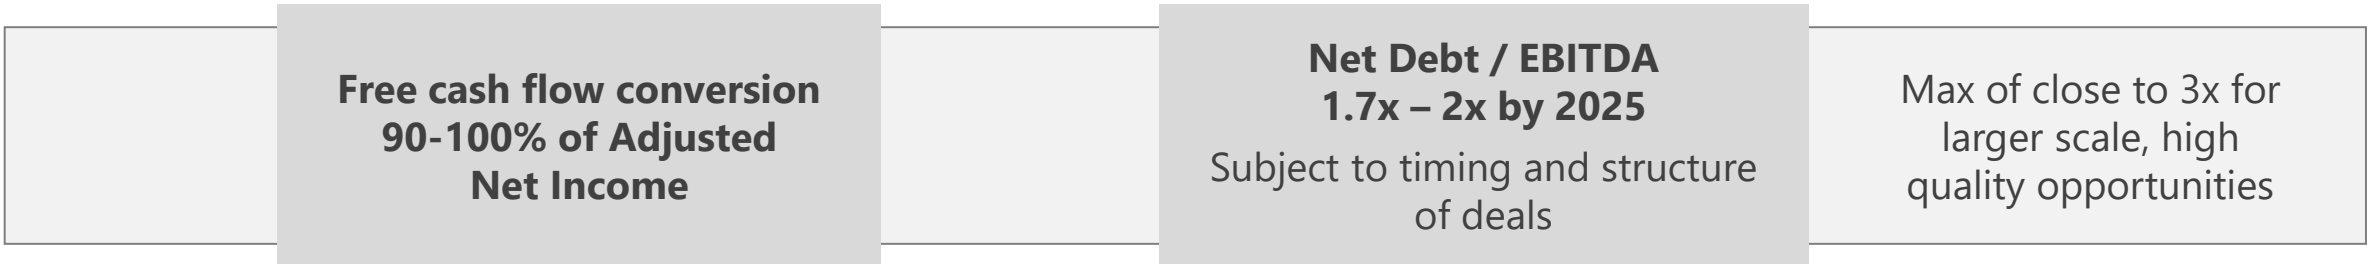 Free cash flow conversion
90-100% of Adjusted
Net Income
Net Debt / EBITDA
1.7x – 2x by 2025
Subject to timing and structure
of deals
Max of close to 3x for
larger scale, high
quality opportunities